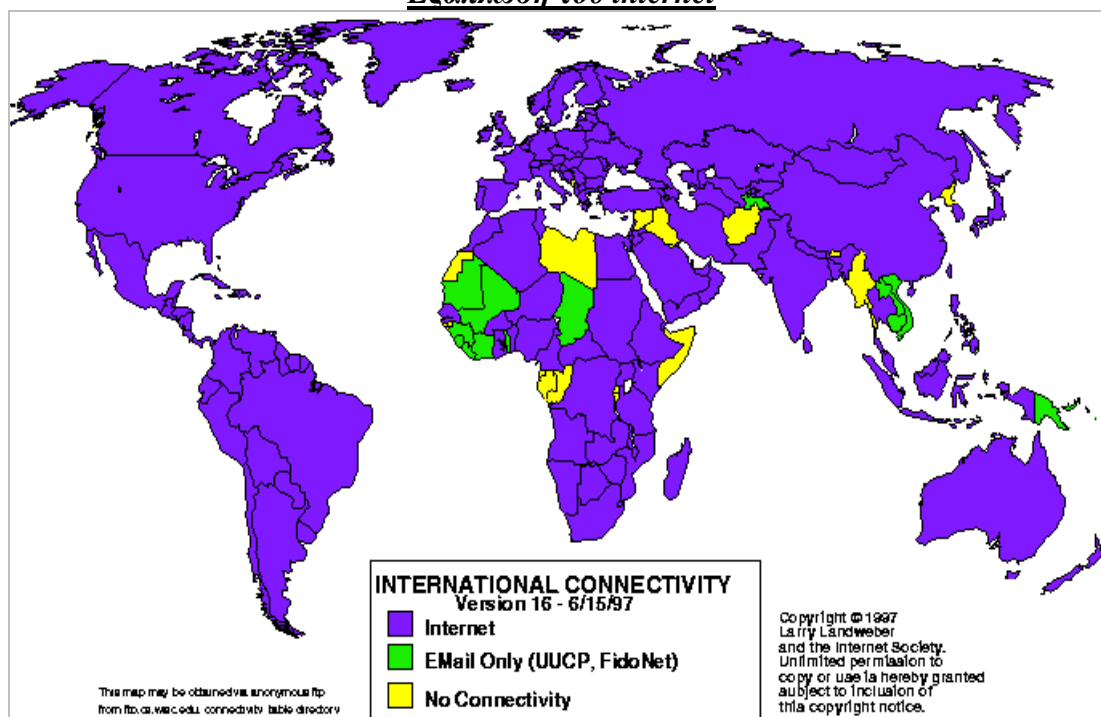 του internet
INTERNATIONAL CONNECTIVITY
Version 16 - 6/15/97
Internet
EMail Only (UUCP, FidoNet)
No Connectivity
This map may be obtained via anonymous ftp
from ftp.cs.wisc.edu, connectivity_table directory
Copyright © 1997
Larry Landweber
and the Internet Society.
Unlimited permission to
copy or use is hereby granted
subject to inclusion of
this copyright notice.